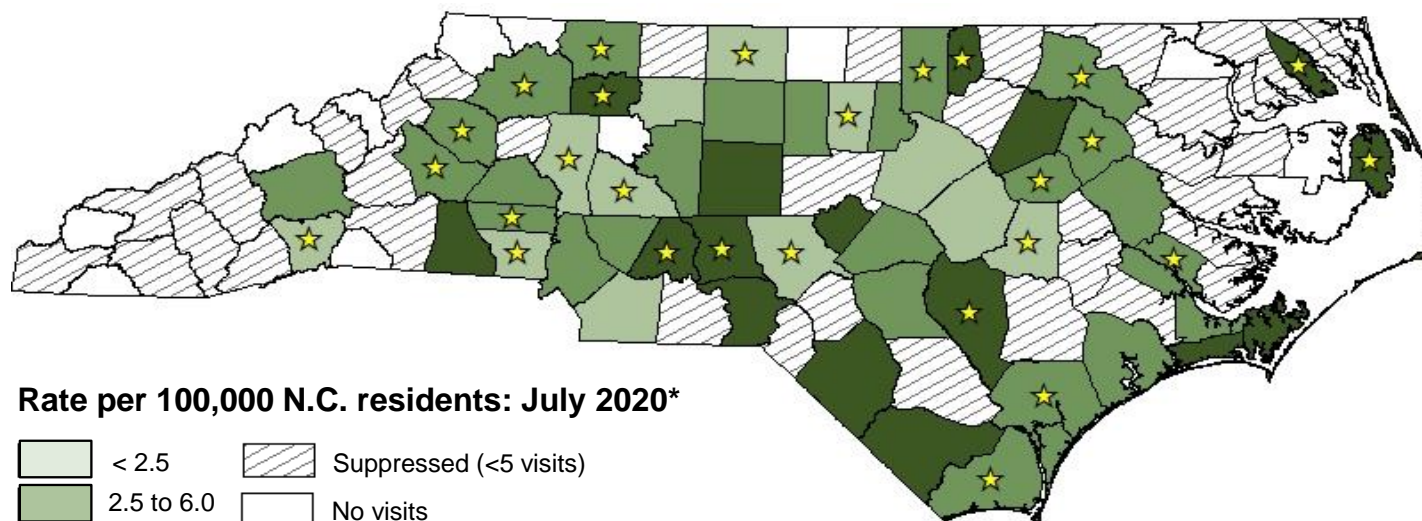 Rate per 100,000 N.C. residents: July 2020*
< 2.5
Suppressed (<5 visits)
2.5 to 6.0
No visits